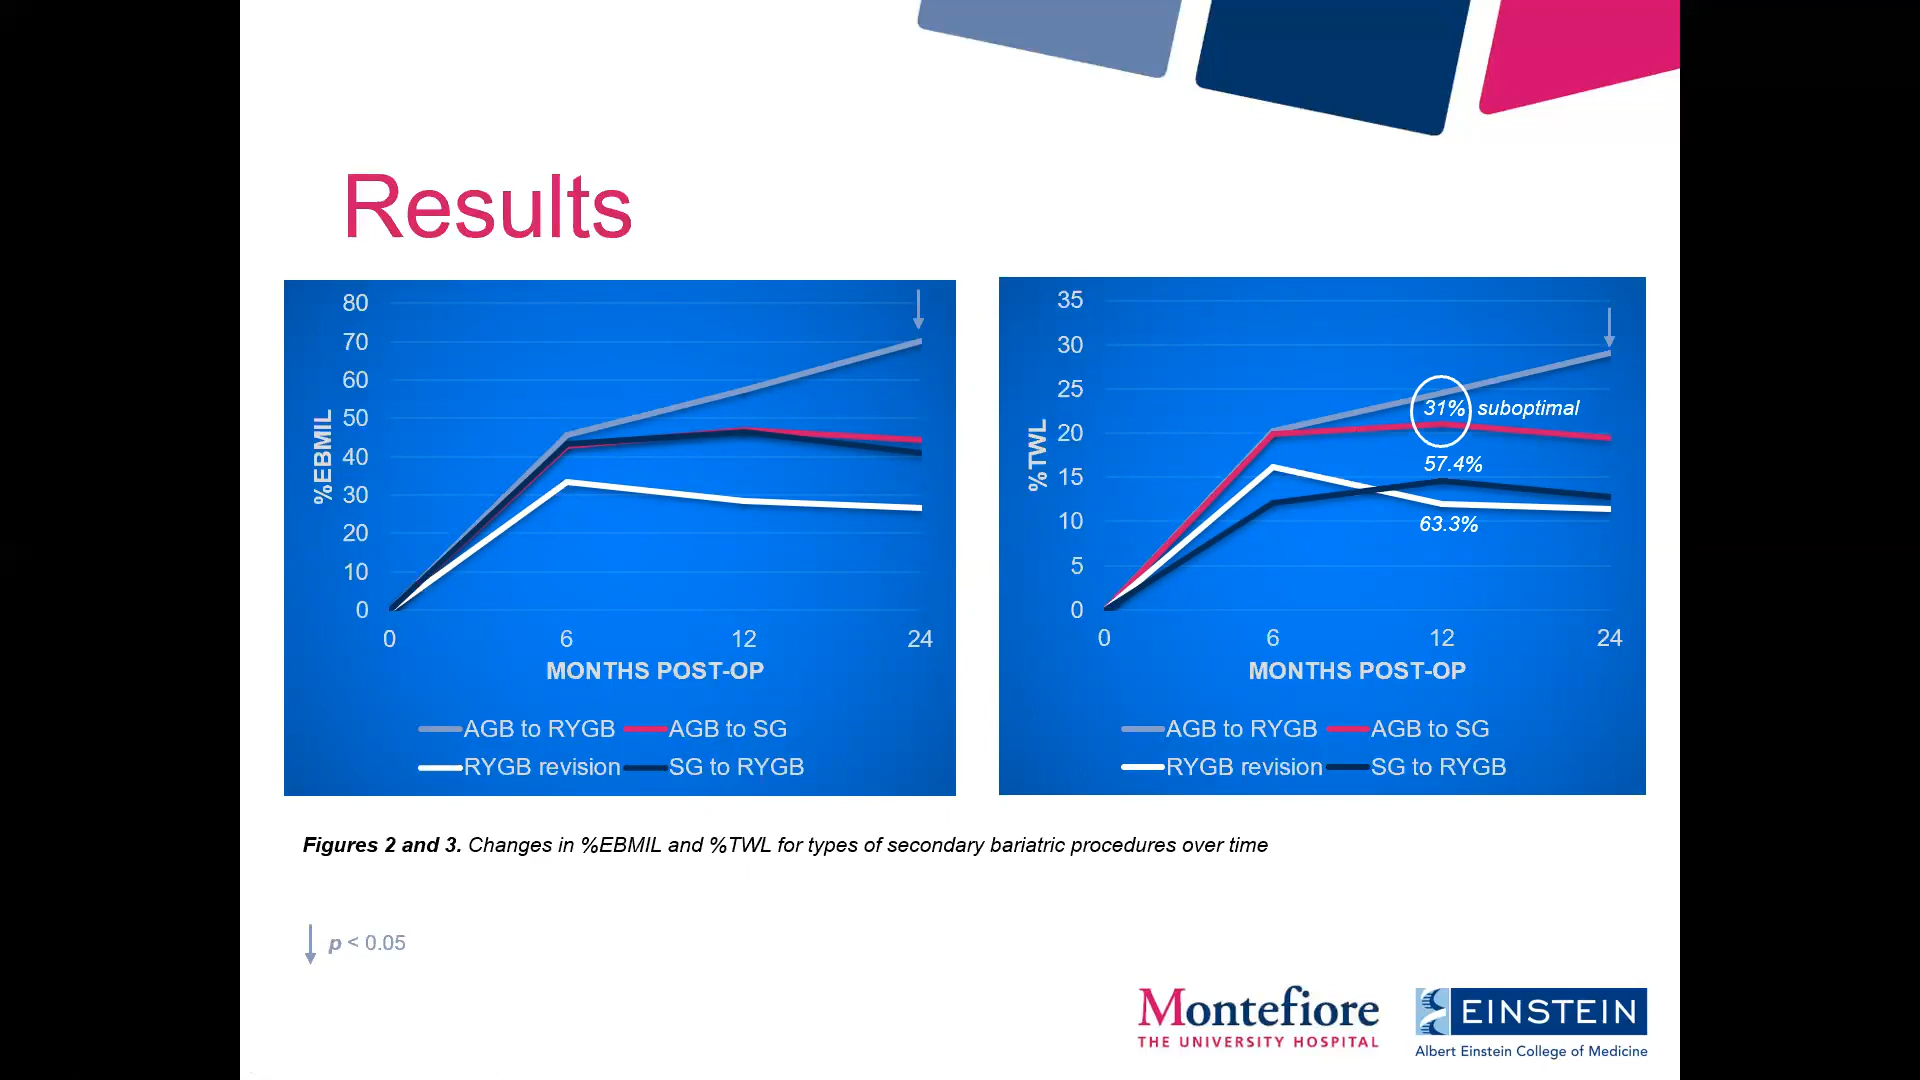 Results
80
70
60
50
40
30
20
10
0
%EBMIL
0 6 12 24
MONTHS POST-OP
AGB to RYGB AGB to SG
RYGB revision SG to RYGB
35
30
25
20
15
10
5
0
%TWL
31% suboptimal
57.4%
63.3%
0 6 12 24
MONTHS POST-OP
AGB to RYGB AGB to SG
RYGB revision SG to RYGB
Figures 2 and 3. Changes in %EBMIL and %TWL for types of secondary bariatric procedures over time
p < 0.05
Montefiore
THE UNIVERSITY HOSPITAL
EINSTEIN
Albert Einstein College of Medicine